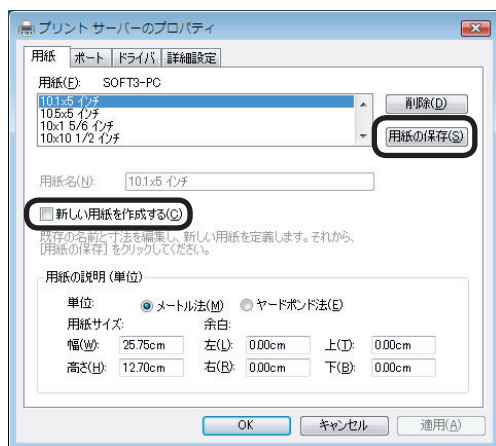 プリント サーバーのプロパティ
用紙 ポート ドライバ 詳細設定
用紙(F): SOFT3-PC
10.1x5 インチ
10.5x5 インチ
10x1 5/6 インチ
10x10 1/2 インチ
削除(D)
用紙の保存(S)
用紙名(N): 10.1x5 インチ
新しい用紙を作成する(C)
既存の名前と寸法を編集し、新しい用紙を定義します。それから、
[用紙の保存] をクリックしてください。
用紙の説明 (単位)
単位: メートル法(M) ヤードポンド法(E)
用紙サイズ: 余白:
幅(W): 25.75cm 左(L): 0.00cm 上(T): 0.00cm
高さ(H): 12.70cm 右(R): 0.00cm 下(B): 0.00cm
OK キャンセル 適用(A)